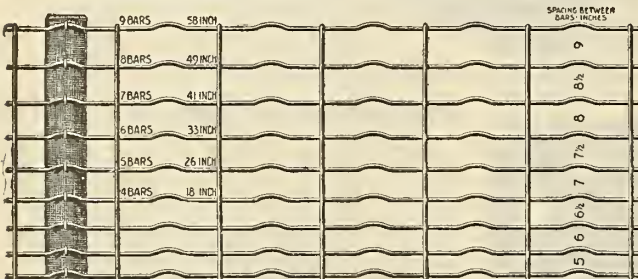 SPACING BETWEEN
BARS-INCHES
9 BARS 58 INCH
9
8 BARS 49 INCH
8½
7 BARS 41 INCH
8
6 BARS 33 INCH
7½
5 BARS 26 INCH
7
4 BARS 18 INCH
6½
6
5